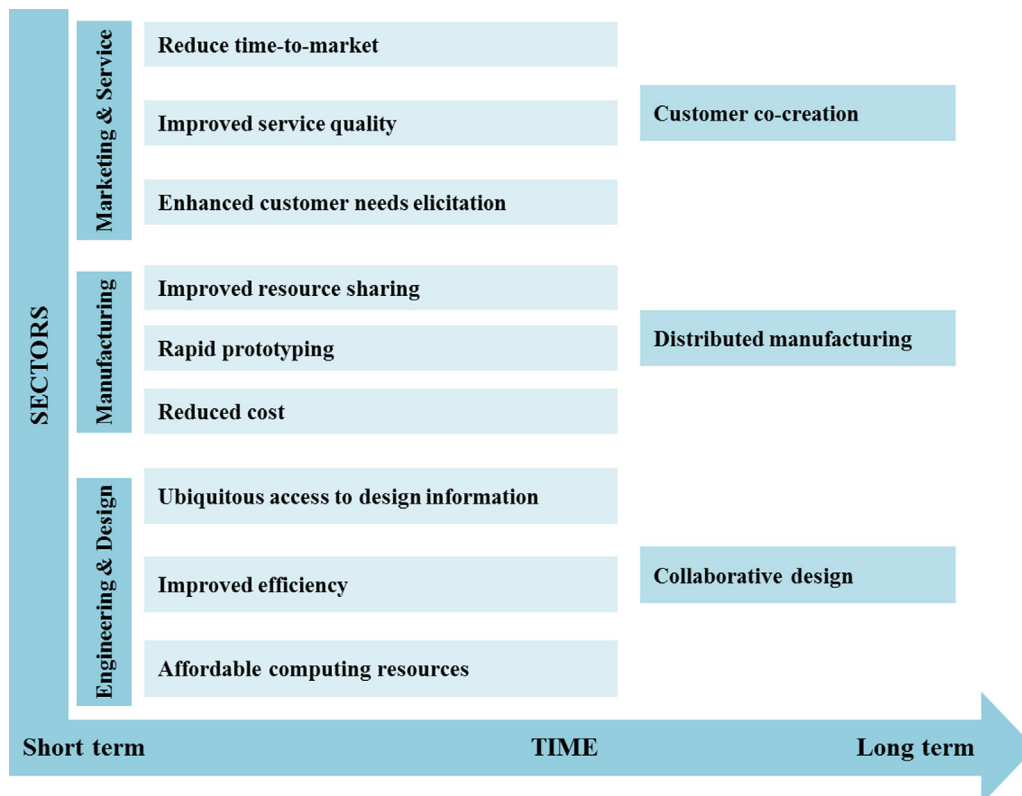 SECTORS
Marketing & Service
Reduce time-to-market
Improved service quality
Enhanced customer needs elicitation
Customer co-creation
Manufacturing
Improved resource sharing
Rapid prototyping
Reduced cost
Distributed manufacturing
Engineering & Design
Ubiquitous access to design information
Improved efficiency
Affordable computing resources
Collaborative design
Short term
TIME
Long term